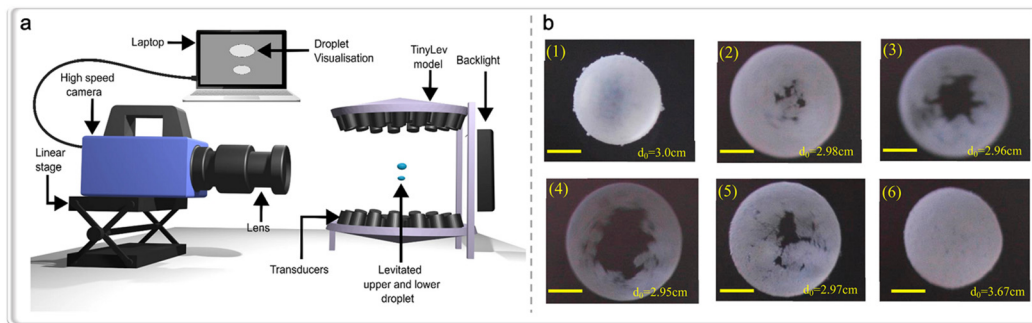 a
Laptop
Droplet
Visualisation
High speed
camera
Linear
stage
Lens
TinyLev
model
Backlight
Transducers
Levitated
upper and lower
droplet
b
(1)
d₀=3.0cm
(2)
d₀=2.98cm
(3)
d₀=2.96cm
(4)
d₀=2.95cm
(5)
d₀=2.97cm
(6)
d₀=3.67cm